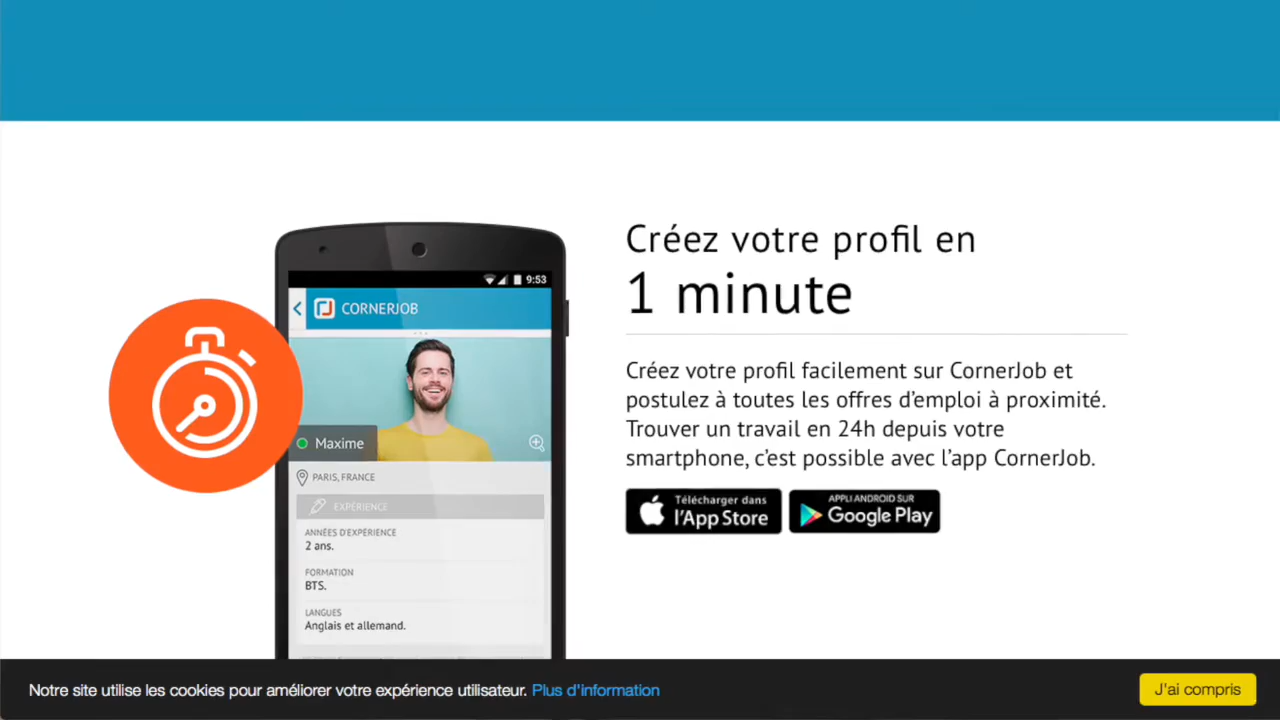 Créez votre profil en
1 minute
Créez votre profil facilement sur CornerJob et
postulez à toutes les offres d’emploi à proximité.
Trouver un travail en 24h depuis votre
smartphone, c’est possible avec l’app CornerJob.
Télécharger dans
l’App Store
APPLI ANDROID SUR
Google Play
9:53
CORNERJOB
Maxime
PARIS, FRANCE
EXPÉRIENCE
ANNÉES D'EXPÉRIENCE
2 ans.
FORMATION
BTS.
LANGUES
Anglais et allemand.
Notre site utilise les cookies pour améliorer votre expérience utilisateur. Plus d'information
J'ai compris